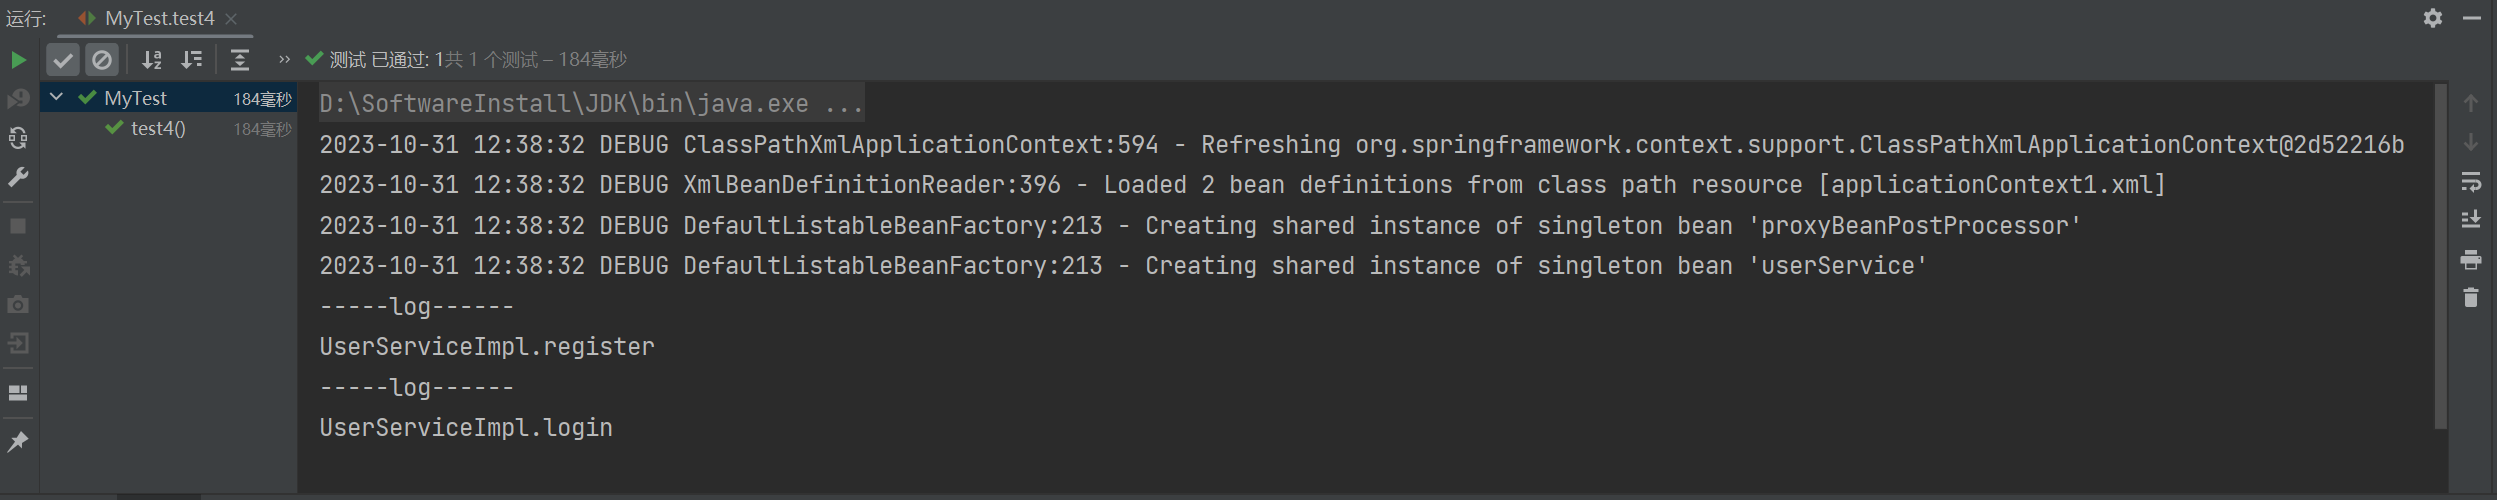 运行: MyTest.test4
测试 已通过: 1共 1 个测试 – 184毫秒
MyTest 184毫秒
test4() 184毫秒
D:\SoftwareInstall\JDK\bin\java.exe ...
2023-10-31 12:38:32 DEBUG ClassPathXmlApplicationContext:594 - Refreshing org.springframework.context.support.ClassPathXmlApplicationContext@2d52216b
2023-10-31 12:38:32 DEBUG XmlBeanDefinitionReader:396 - Loaded 2 bean definitions from class path resource [applicationContext1.xml]
2023-10-31 12:38:32 DEBUG DefaultListableBeanFactory:213 - Creating shared instance of singleton bean 'proxyBeanPostProcessor'
2023-10-31 12:38:32 DEBUG DefaultListableBeanFactory:213 - Creating shared instance of singleton bean 'userService'
-----log------
UserServiceImpl.register
-----log------
UserServiceImpl.login